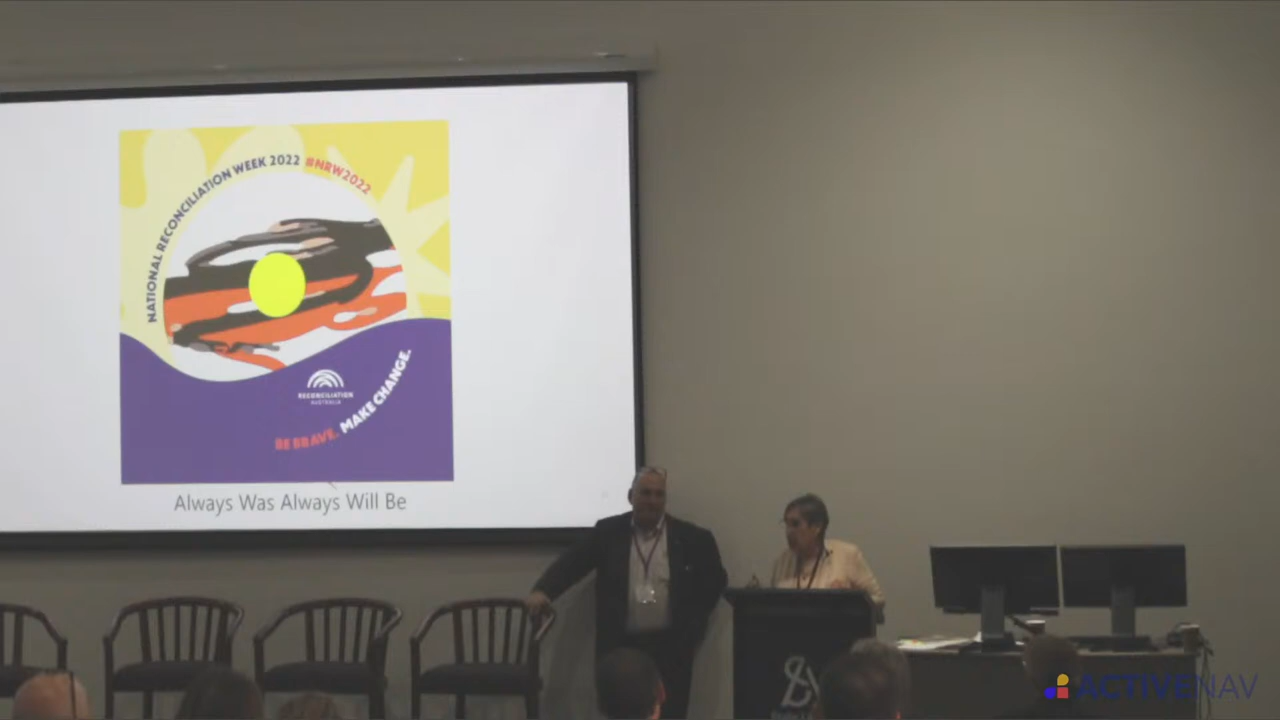 NATIONAL RECONCILIATION WEEK 2022 #NRW2022
RECONCILIATION
AUSTRALIA
BE BRAVE. MAKE CHANGE.
Always Was Always Will Be
ACTIVENAV